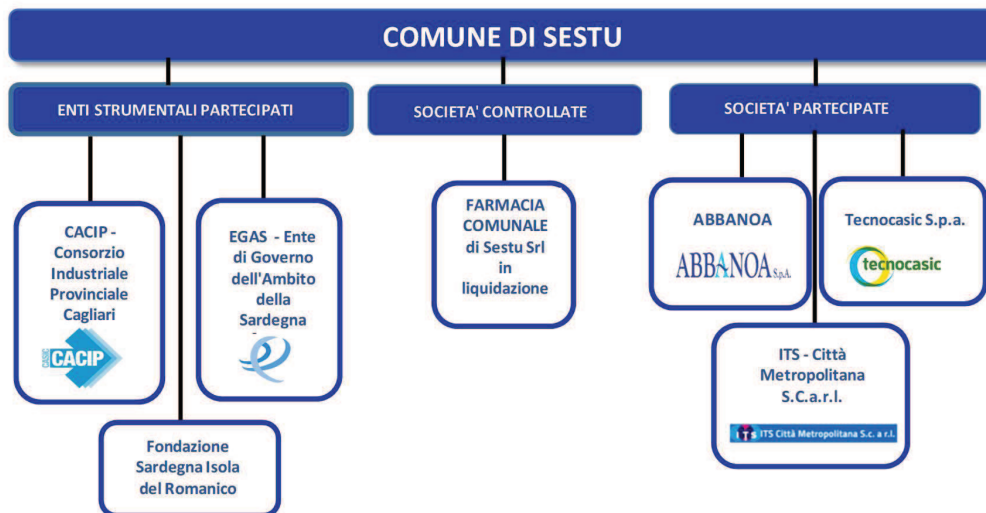 COMUNE DI SESTU
ENTI STRUMENTALI PARTECIPATI
SOCIETA' CONTROLLATE
SOCIETA' PARTECIPATE
CACIP -
Consorzio
Industriale
Provinciale
Cagliari
CASIC
CACIP
EGAS - Ente
di Governo
dell'Ambito
della
Sardegna
Fondazione
Sardegna Isola
del Romanico
FARMACIA
COMUNALE
di Sestu Srl
in
liquidazione
ABBANOA
ABBANOA S.p.A.
Tecnocasic S.p.a.
tecnocasic
ITS - Città
Metropolitana
S.C.a.r.l.
ITS ITS Città Metropolitana S.c. a r.l.